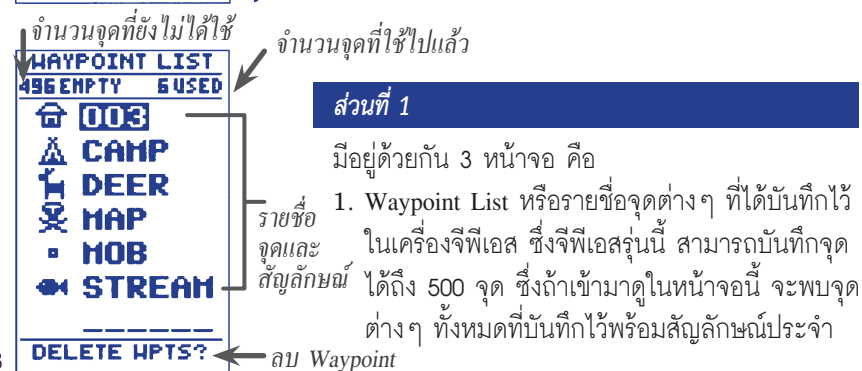 จำนวนจุดที่ยังไม่ได้ใช้
จำนวนจุดที่ใช้ไปแล้ว
WAYPOINT LIST
496 EMPTY 6 USED
003
CAMP
DEER
MAP
MOB
STREAM
DELETE WPTS?
รายชื่อ
จุดและ
สัญลักษณ์
ลบ Waypoint
ส่วนที่ 1
มีอยู่ด้วยกัน 3 หน้าจอ คือ
1. Waypoint List หรือรายชื่อจุดต่างๆ ที่ได้บันทึกไว้
ในเครื่องจีพีเอส ซึ่งจีพีเอสรุ่นนี้ สามารถบันทึกจุด
ได้ถึง 500 จุด ซึ่งถ้าเข้ามาดูในหน้าจอนี้ จะพบจุด
ต่างๆ ทั้งหมดที่บันทึกไว้พร้อมสัญลักษณ์ประจำ